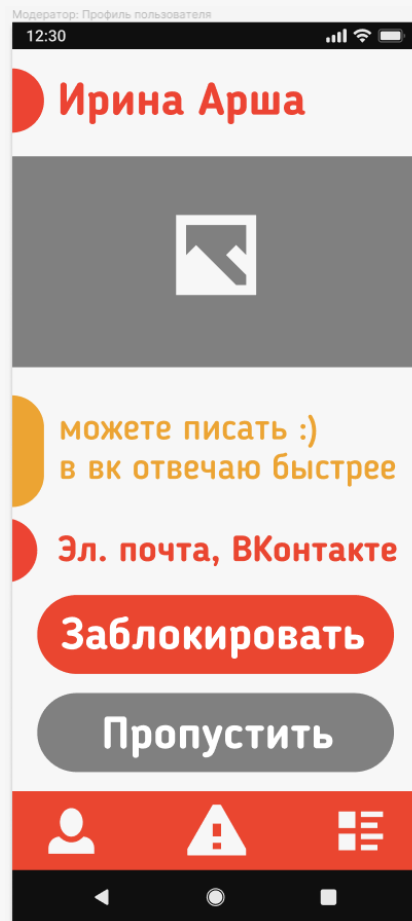 Модератор: Профиль пользователя
12:30
Ирина Арша
можете писать :)
в вк отвечаю быстрее
Эл. почта, ВКонтакте
Заблокировать
Пропустить